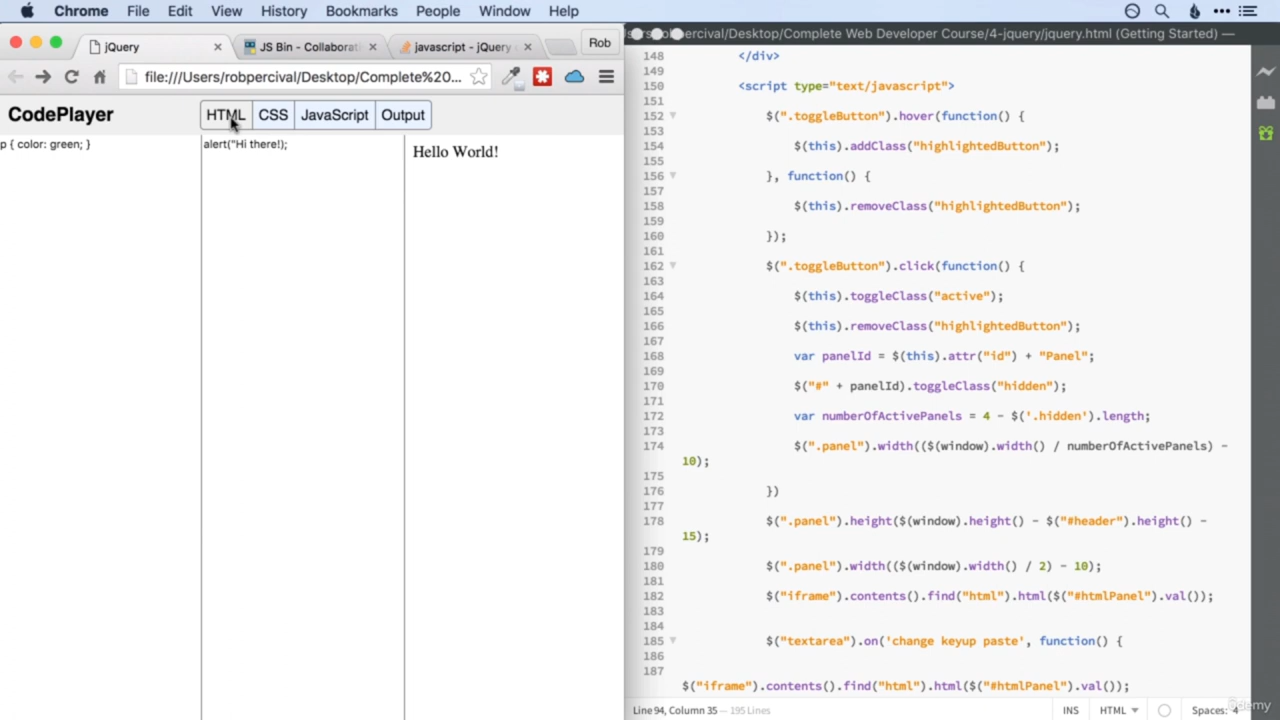 Chrome File Edit View History Bookmarks People Window Help
jQuery
JS Bin - Collaborati
javascript - jQuery
Rob
file:///Users/robpercival/Desktop/Complete%20...
CodePlayer
HTML CSS JavaScript Output
p { color: green; }
alert("Hi there!);
Hello World!
/Desktop/Complete Web Developer Course/4-jquery/jquery.html (Getting Started) —
148 </div>
149
150 <script type="text/javascript">
151
152 $(".toggleButton").hover(function() {
153
154 $(this).addClass("highlightedButton");
155
156 }, function() {
157
158 $(this).removeClass("highlightedButton");
159
160 });
161
162 $(".toggleButton").click(function() {
163
164 $(this).toggleClass("active");
165
166 $(this).removeClass("highlightedButton");
167
168 var panelId = $(this).attr("id") + "Panel";
169
170 $("#" + panelId).toggleClass("hidden");
171
172 var numberOfActivePanels = 4 - $('.hidden').length;
173
174 $(".panel").width(($(window).width() / numberOfActivePanels) -
10);
175
176 })
177
178 $(".panel").height($(window).height() - $("#header").height() -
15);
179
180 $(".panel").width(($(window).width() / 2) - 10);
181
182 $("iframe").contents().find("html").html($("#htmlPanel").val());
183
184
185 $("textarea").on('change keyup paste', function() {
186
187
$("iframe").contents().find("html").html($("#htmlPanel").val());
Line 94, Column 35 — 195 Lines
INS HTML Spaces: 4
ûdemy